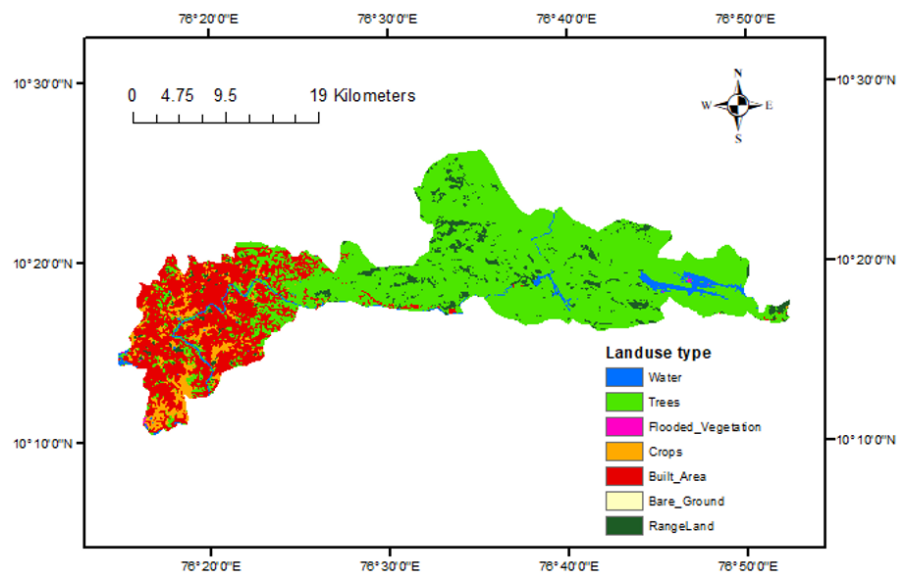 76°20'0"E 76°30'0"E 76°40'0"E 76°50'0"E
10°30'0"N 10°30'0"N
0 4.75 9.5 19 Kilometers
N
W E
S
10°20'0"N 10°20'0"N
Landuse type
Water
Trees
Flooded_Vegetation
Crops
Built_Area
Bare_Ground
RangeLand
10°10'0"N 10°10'0"N
76°20'0"E 76°30'0"E 76°40'0"E 76°50'0"E